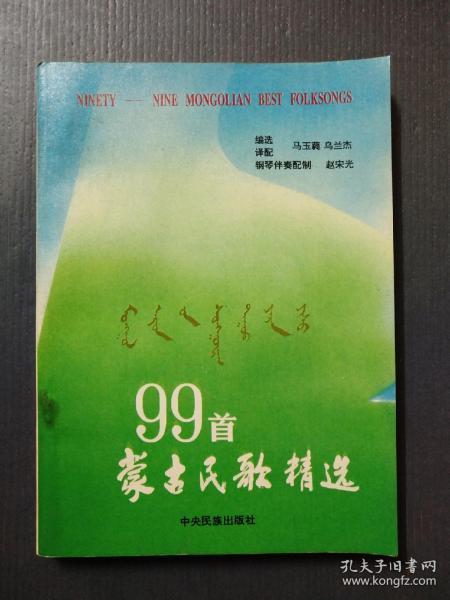 NINETY — NINE MONGOLIAN BEST FOLKSONGS
编选
译配
马玉蕤 乌兰杰
钢琴伴奏配制 赵宋光
99首
蒙古民歌精选
中央民族出版社
孔夫子旧书网
www.kongfz.com